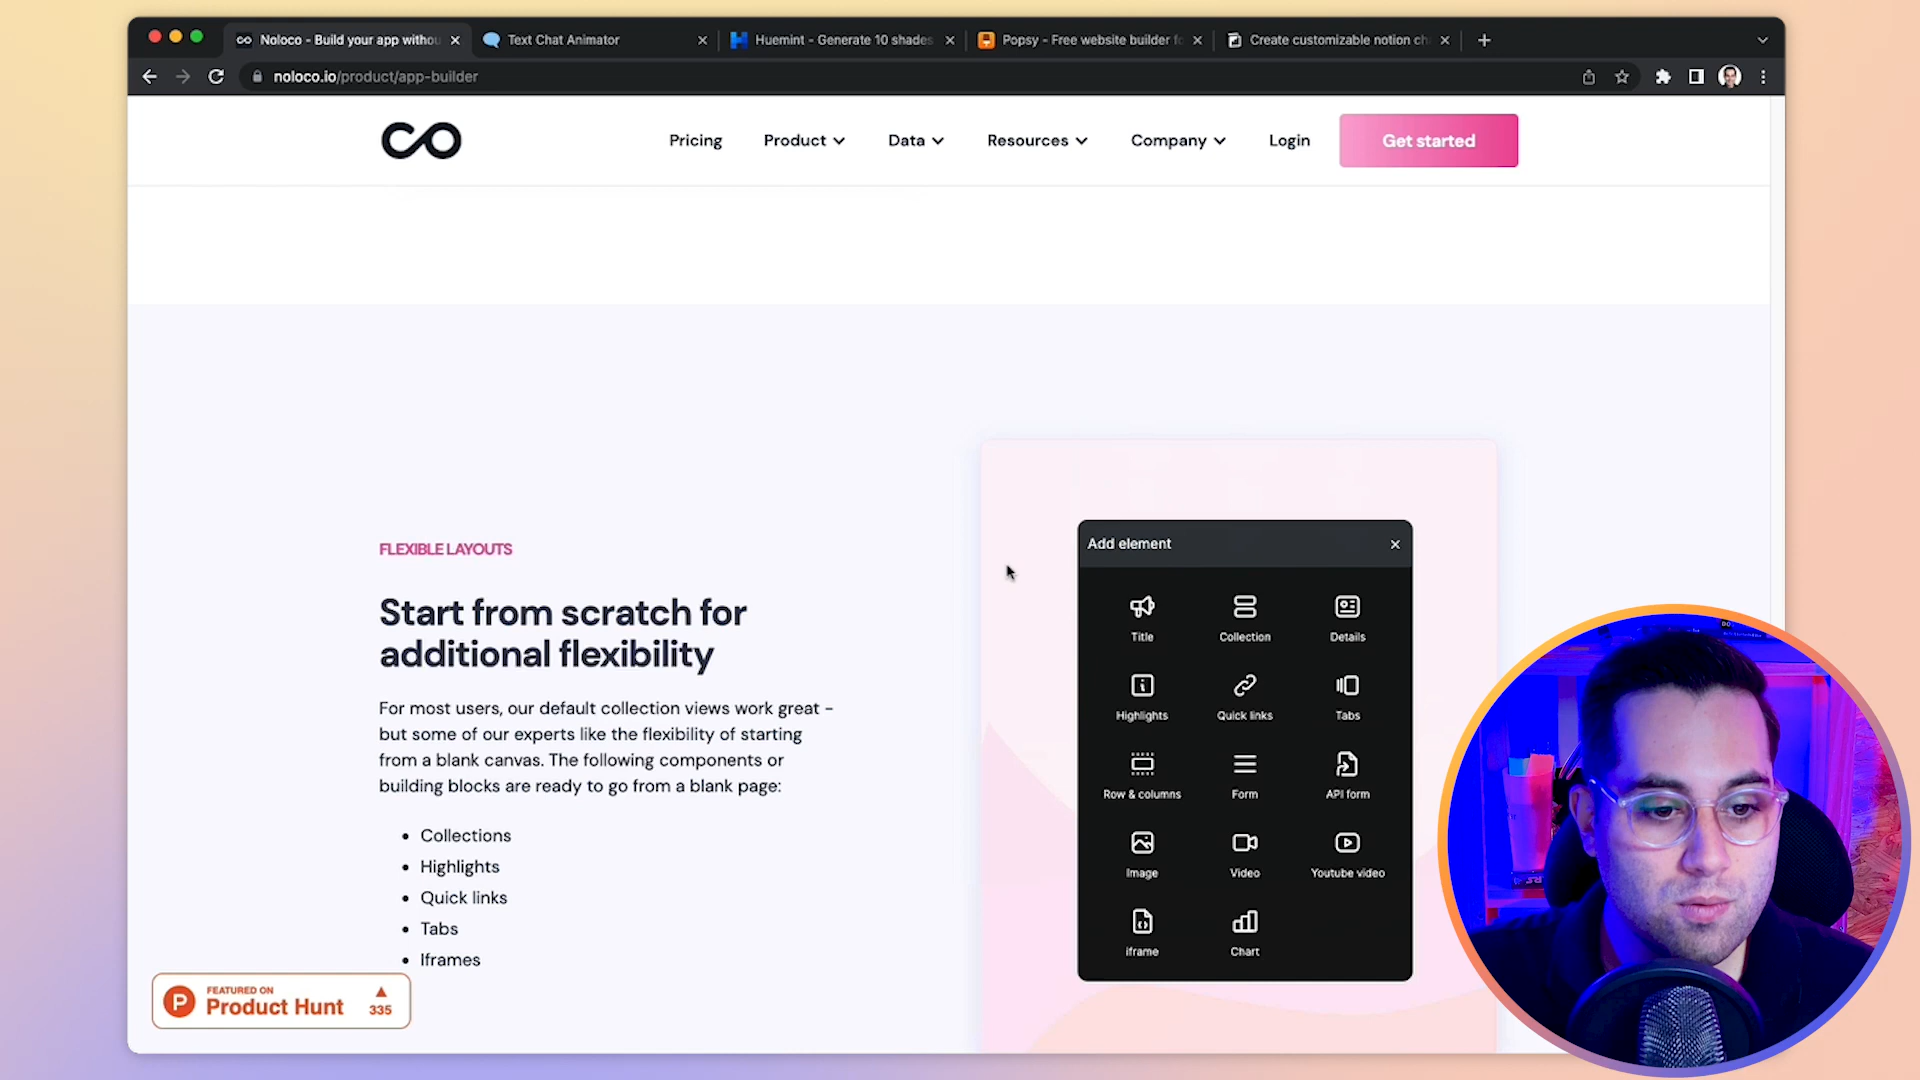 Noloco - Build your app withou
Text Chat Animator
Huemint - Generate 10 shades
Popsy - Free website builder fo
Create customizable notion ch
noloco.io/product/app-builder
Pricing
Product
Data
Resources
Company
Login
Get started
FLEXIBLE LAYOUTS
Start from scratch for
additional flexibility
For most users, our default collection views work great -
but some of our experts like the flexibility of starting
from a blank canvas. The following components or
building blocks are ready to go from a blank page:
• Collections
• Highlights
• Quick links
• Tabs
• Iframes
Add element
Title
Collection
Details
Highlights
Quick links
Tabs
Row & columns
Form
API form
Image
Video
Youtube video
iframe
Chart
P
FEATURED ON
Product Hunt
335